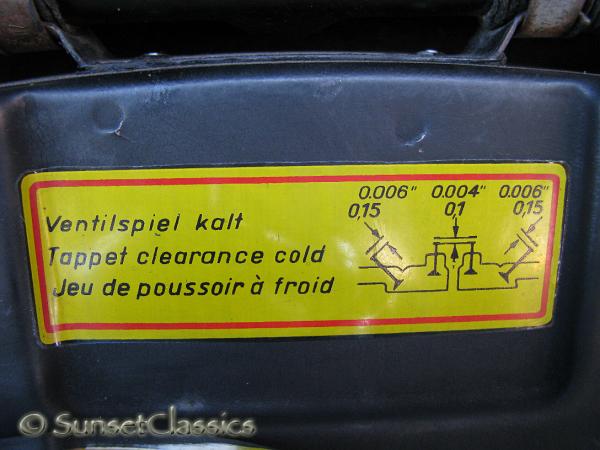 0.006" 0.004" 0.006"
0,15 0,1 0,15
Ventilspiel kalt
Tappet clearance cold
Jeu de poussoir à froid
© SunsetClassics